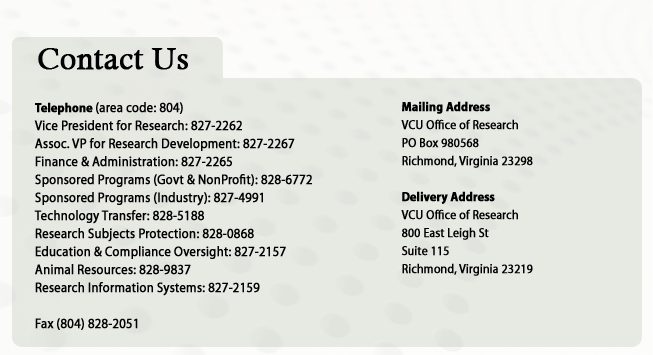 Contact Us
Telephone (area code: 804)
Vice President for Research: 827-2262
Assoc. VP for Research Development: 827-2267
Finance & Administration: 827-2265
Sponsored Programs (Govt & NonProfit): 828-6772
Sponsored Programs (Industry): 827-4991
Technology Transfer: 828-5188
Research Subjects Protection: 828-0868
Education & Compliance Oversight: 827-2157
Animal Resources: 828-9837
Research Information Systems: 827-2159
Fax (804) 828-2051
Mailing Address
VCU Office of Research
PO Box 980568
Richmond, Virginia 23298
Delivery Address
VCU Office of Research
800 East Leigh St
Suite 115
Richmond, Virginia 23219